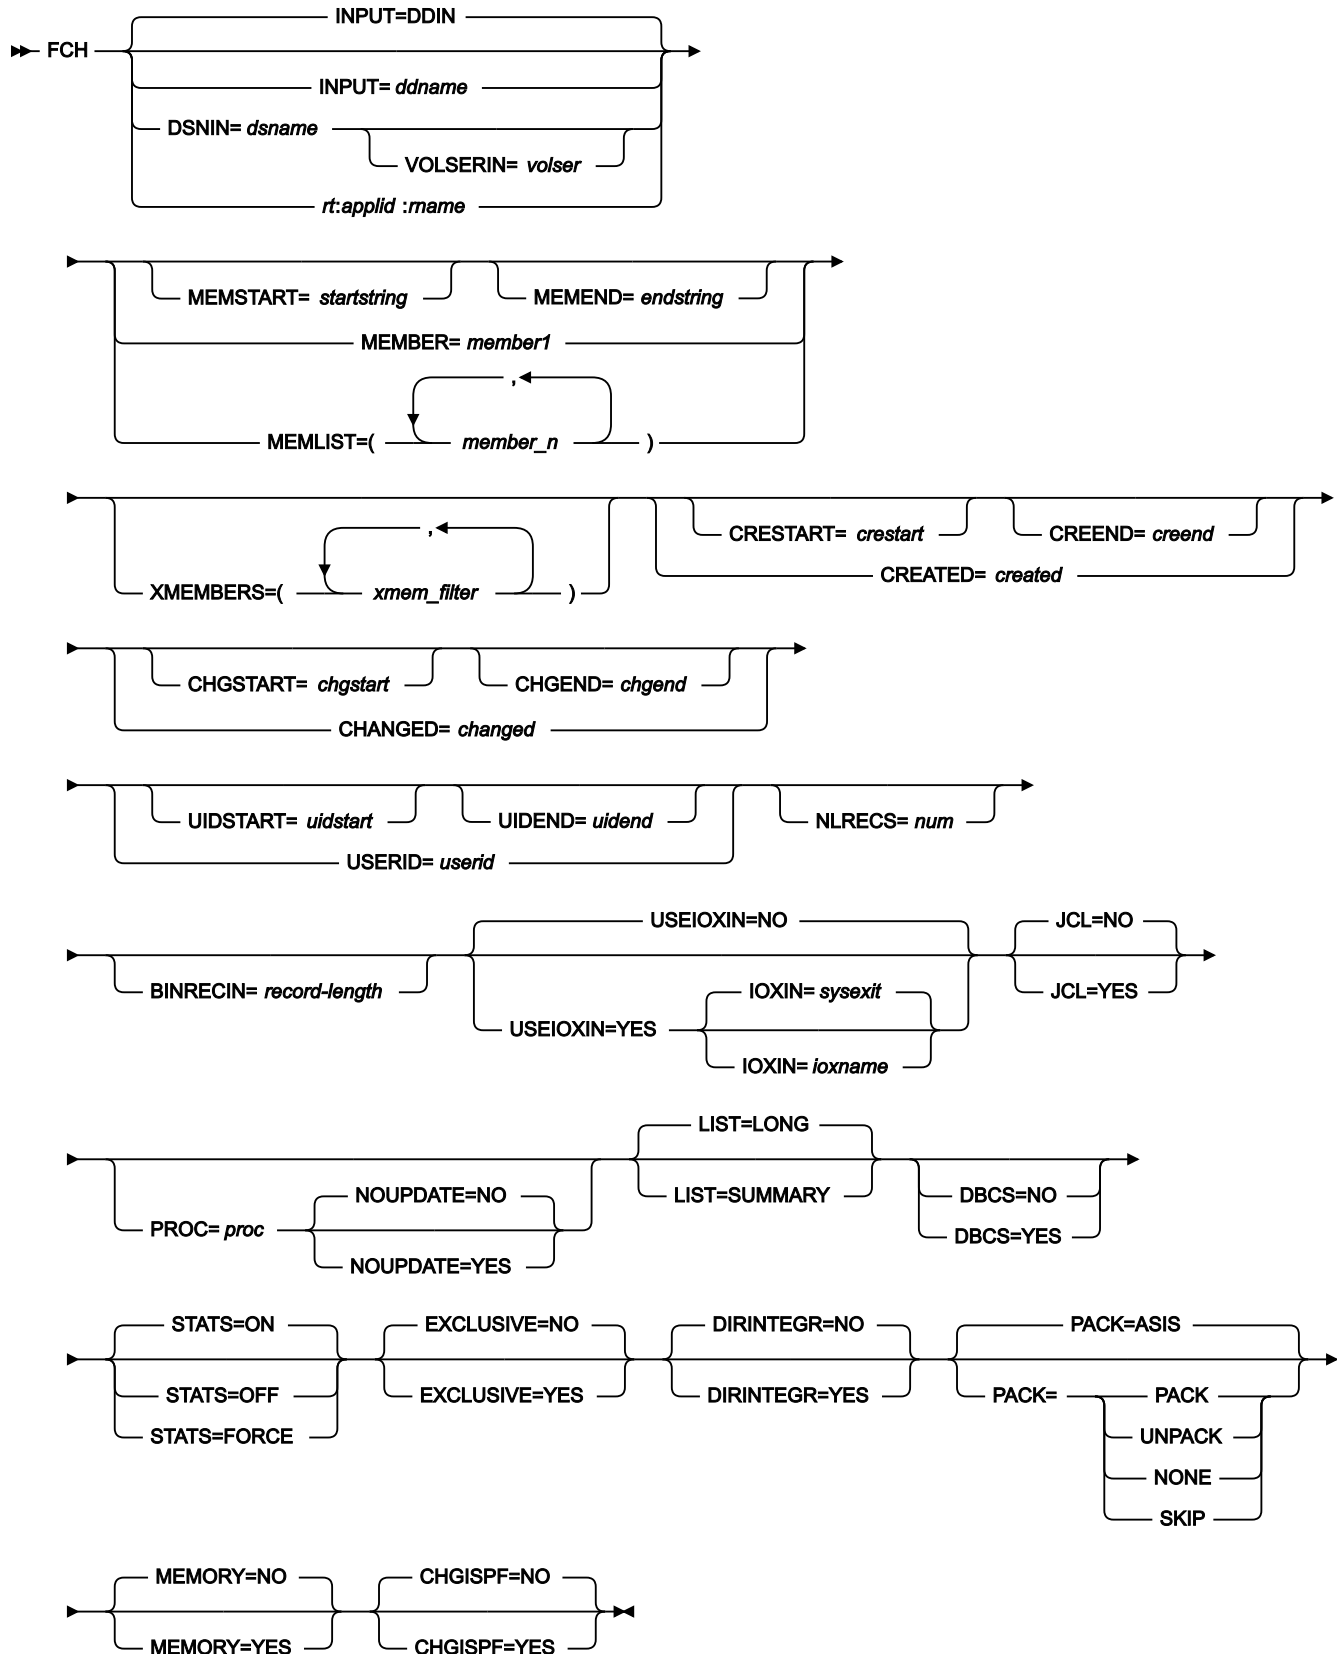 INPUT=DDIN
FCH
INPUT= ddname
DSNIN= dsname
VOLSERIN= volser
rt:applid :rname
MEMSTART= startstring MEMEND= endstring
MEMBER= member1
,
MEMLIST=( member_n )
CRESTART= crestart CREEND= creend
,
CREATED= created
XMEMBERS=( xmem_filter )
CHGSTART= chgstart CHGEND= chgend
CHANGED= changed
UIDSTART= uidstart UIDEND= uidend NLRECS= num
USERID= userid
USEIOXIN=NO JCL=NO
BINRECIN= record-length IOXIN= sysexit JCL=YES
USEIOXIN=YES
IOXIN= ioxname
LIST=LONG
NOUPDATE=NO LIST=SUMMARY DBCS=NO
PROC= proc DBCS=YES
NOUPDATE=YES
STATS=ON EXCLUSIVE=NO DIRINTEGR=NO PACK=ASIS
STATS=OFF EXCLUSIVE=YES DIRINTEGR=YES PACK= PACK
STATS=FORCE UNPACK
NONE
SKIP
MEMORY=NO CHGISPF=NO
MEMORY=YES CHGISPF=YES